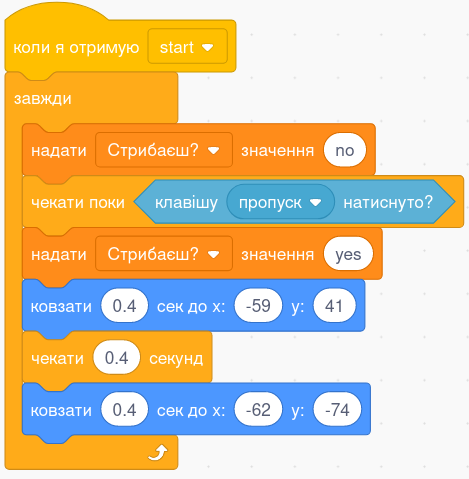 коли я отримую start
завжди
надати Стрибаєш? значення no
чекати поки клавішу пропуск натиснуто?
надати Стрибаєш? значення yes
ковзати 0.4 сек до x: -59 y: 41
чекати 0.4 секунд
ковзати 0.4 сек до x: -62 y: -74